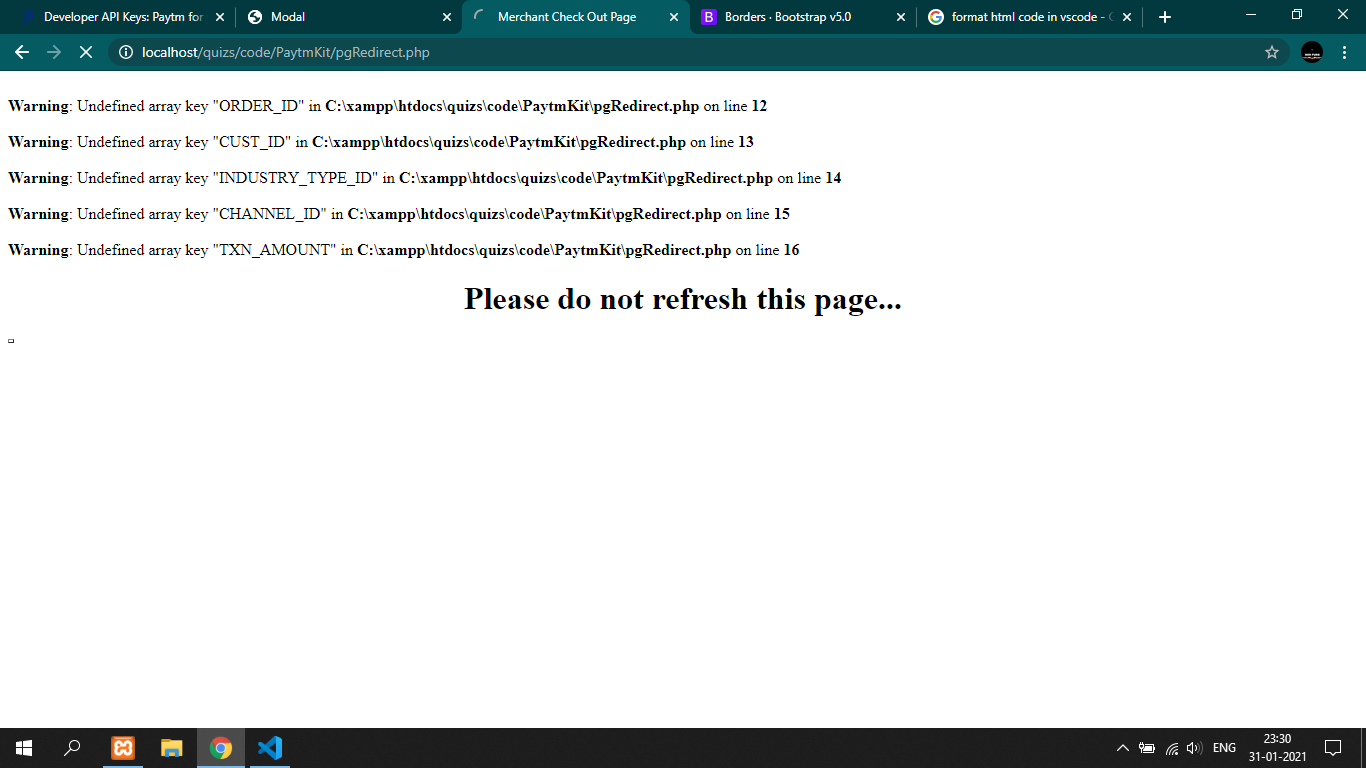 Developer API Keys: Paytm for
Modal
Merchant Check Out Page
Borders · Bootstrap v5.0
format html code in vscode - G
localhost/quizs/code/PaytmKit/pgRedirect.php
Warning: Undefined array key "ORDER_ID" in C:\xampp\htdocs\quizs\code\PaytmKit\pgRedirect.php on line 12
Warning: Undefined array key "CUST_ID" in C:\xampp\htdocs\quizs\code\PaytmKit\pgRedirect.php on line 13
Warning: Undefined array key "INDUSTRY_TYPE_ID" in C:\xampp\htdocs\quizs\code\PaytmKit\pgRedirect.php on line 14
Warning: Undefined array key "CHANNEL_ID" in C:\xampp\htdocs\quizs\code\PaytmKit\pgRedirect.php on line 15
Warning: Undefined array key "TXN_AMOUNT" in C:\xampp\htdocs\quizs\code\PaytmKit\pgRedirect.php on line 16
Please do not refresh this page...
ENG
23:30
31-01-2021